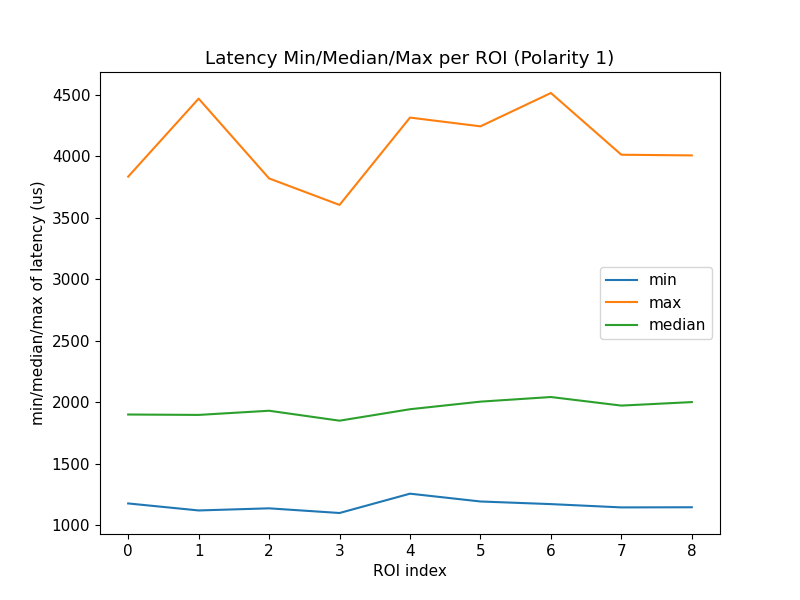 Latency Min/Median/Max per ROI (Polarity 1)
min/median/max of latency (us)
4500
4000
3500
3000
2500
2000
1500
1000
min
max
median
0 1 2 3 4 5 6 7 8
ROI index